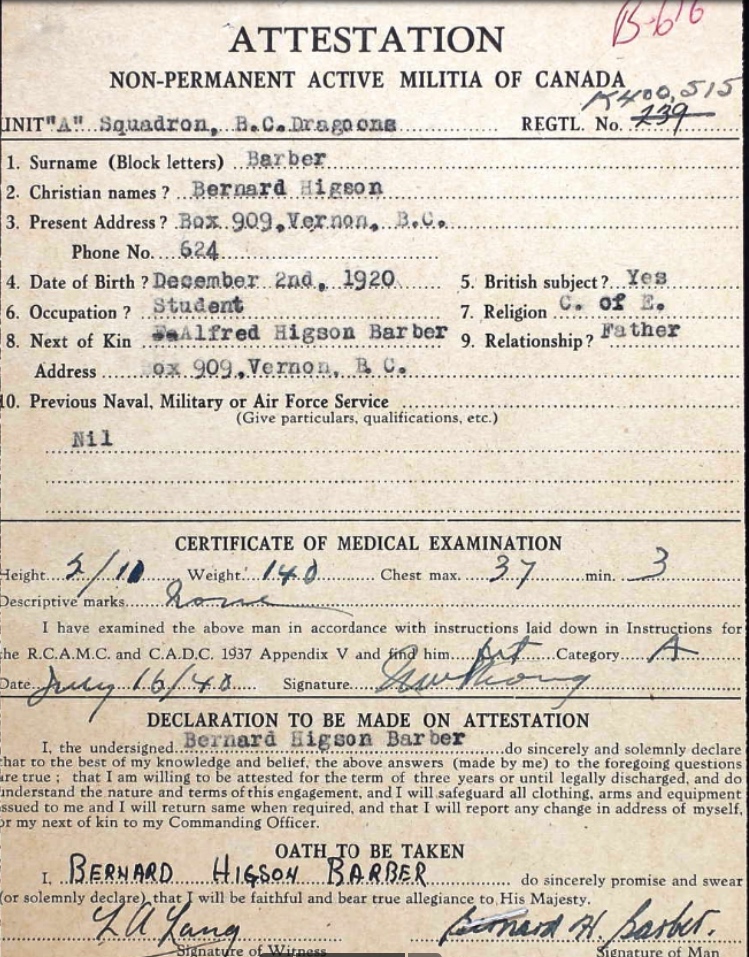 B-616
ATTESTATION
NON-PERMANENT ACTIVE MILITIA OF CANADA
K400,515
UNIT "A" Squadron, B.C.Dragoons REGTL. No. 239
1. Surname (Block letters) Barber
2. Christian names? Bernard Higson
3. Present Address? Box 909, Vernon, B.C.
Phone No. 624
4. Date of Birth? December 2nd, 1920 5. British subject? Yes
6. Occupation? Student 7. Religion C. of E.
8. Next of Kin Alfred Higson Barber 9. Relationship? Father
Address ox 909, Vernon, B.C.
10. Previous Naval, Military or Air Force Service
(Give particulars, qualifications, etc.)
Nil
CERTIFICATE OF MEDICAL EXAMINATION
Height 5/10 Weight 140 Chest max. 37 min. 3
Descriptive marks none
I have examined the above man in accordance with instructions laid down in Instructions for
the R.C.A.M.C. and C.A.D.C. 1937 Appendix V and find him fit Category A
Date July 16/40 Signature
DECLARATION TO BE MADE ON ATTESTATION
I, the undersigned Bernard Higson Barber do sincerely and solemnly declare
that to the best of my knowledge and belief, the above answers (made by me) to the foregoing questions
are true; that I am willing to be attested for the term of three years or until legally discharged, and do
understand the nature and terms of this engagement, and I will safeguard all clothing, arms and equipment
issued to me and I will return same when required, and that I will report any change in address of myself,
or my next of kin to my Commanding Officer.
OATH TO BE TAKEN
I, BERNARD HIGSON BARBER do sincerely promise and swear
(or solemnly declare) that I will be faithful and bear true allegiance to His Majesty.
L A Lang Bernard H. Barber.
Signature of Witness Signature of Man